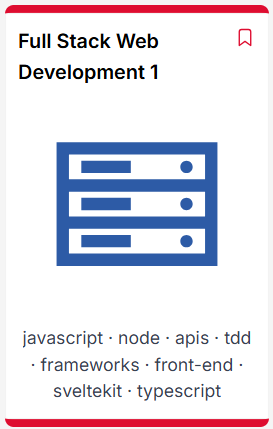 Full Stack Web
Development 1
javascript · node · apis · tdd
· frameworks · front-end ·
sveltekit · typescript